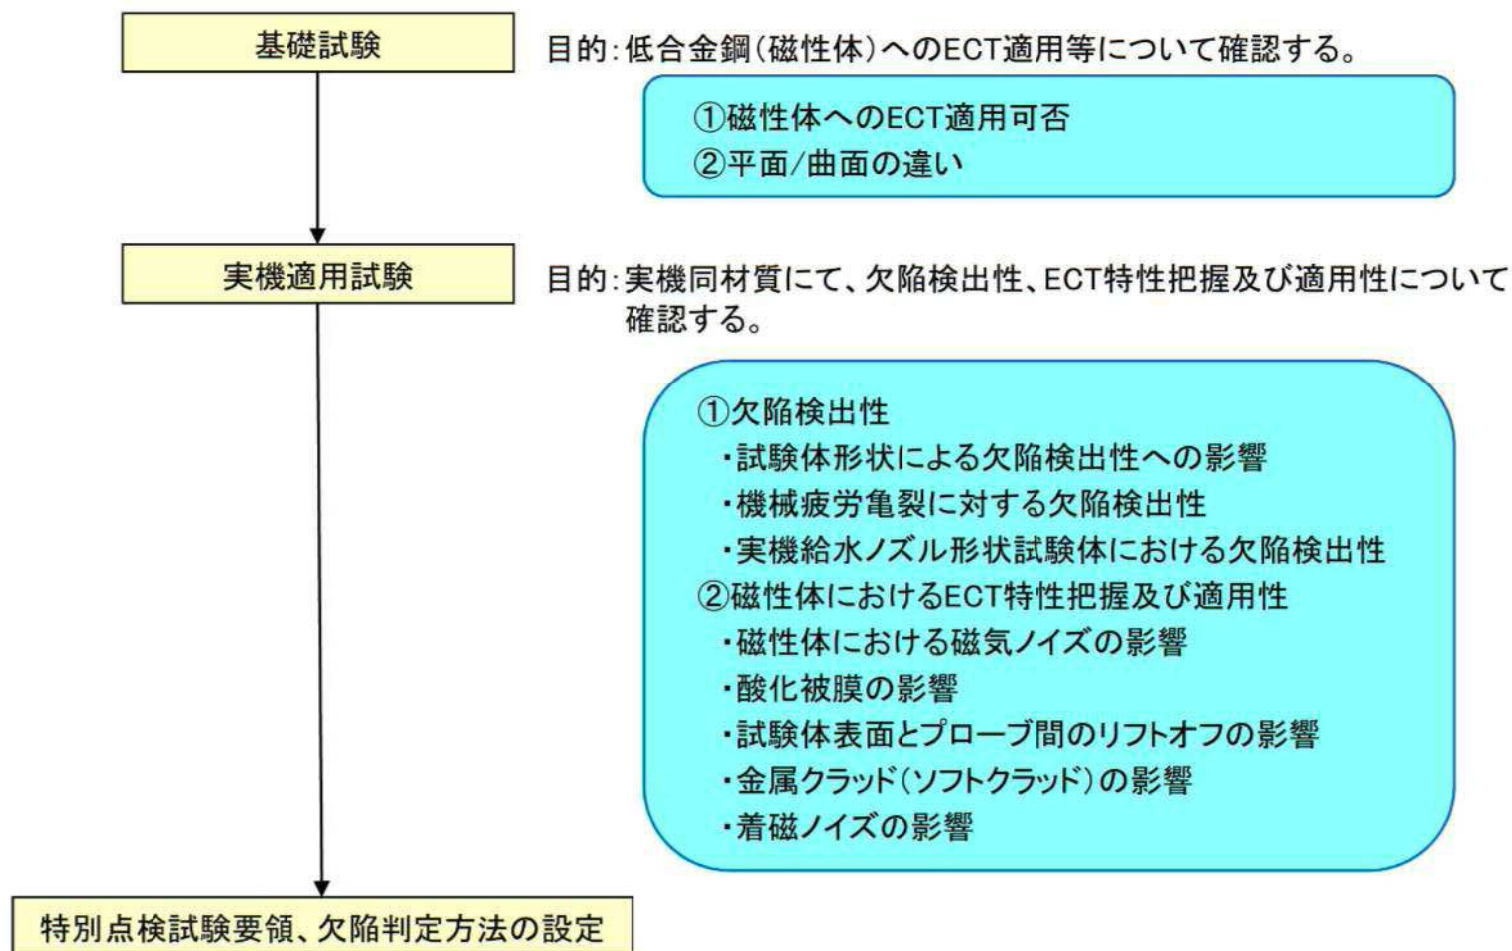 基礎試験
目的：低合金鋼（磁性体）へのECT適用等について確認する。
①磁性体へのECT適用可否
②平面/曲面の違い
実機適用試験
目的：実機同材質にて、欠陥検出性、ECT特性把握及び適用性について
確認する。
①欠陥検出性
・試験体形状による欠陥検出性への影響
・機械疲労亀裂に対する欠陥検出性
・実機給水ノズル形状試験体における欠陥検出性
②磁性体におけるECT特性把握及び適用性
・磁性体における磁気ノイズの影響
・酸化被膜の影響
・試験体表面とプローブ間のリフトオフの影響
・金属クラッド（ソフトクラッド）の影響
・着磁ノイズの影響
特別点検試験要領、欠陥判定方法の設定